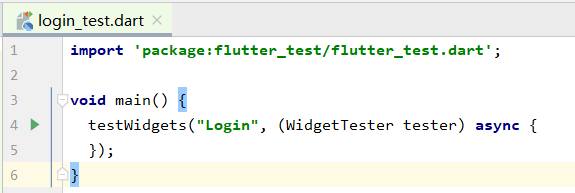 login_test.dart
1 import 'package:flutter_test/flutter_test.dart';
2
3 void main() {
4 testWidgets("Login", (WidgetTester tester) async {
5 });
6 }